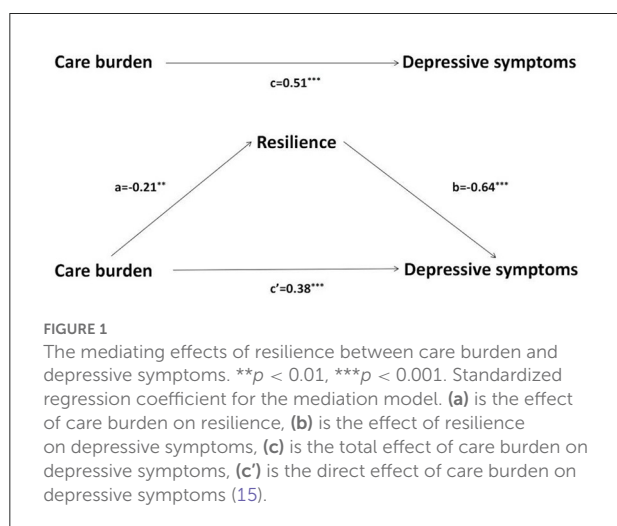 Care burden Depressive symptoms
c=0.51***
Resilience
a=-0.21** b=-0.64***
Care burden Depressive symptoms
c'=0.38***
FIGURE 1
The mediating effects of resilience between care burden and
depressive symptoms. **p < 0.01, ***p < 0.001. Standardized
regression coefficient for the mediation model. (a) is the effect
of care burden on resilience, (b) is the effect of resilience
on depressive symptoms, (c) is the total effect of care burden on
depressive symptoms, (c') is the direct effect of care burden on
depressive symptoms (15).